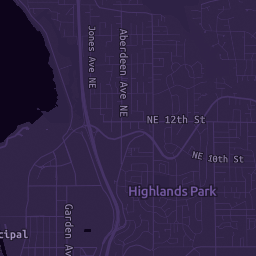 Jones Ave NE
Aberdeen Ave NE
NE 12th St
NE 10th St
Highlands Park
Garden Av
cipal